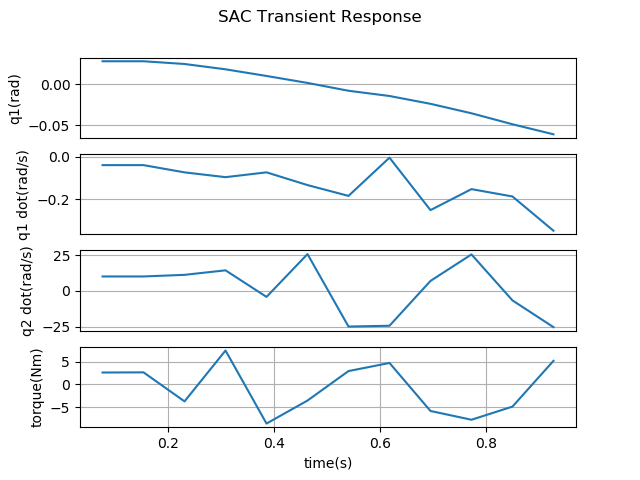 SAC Transient Response
q1(rad)
0.00
−0.05
q1 dot(rad/s)
0.0
−0.2
q2 dot(rad/s)
25
0
−25
torque(Nm)
5
0
−5
0.2 0.4 0.6 0.8
time(s)